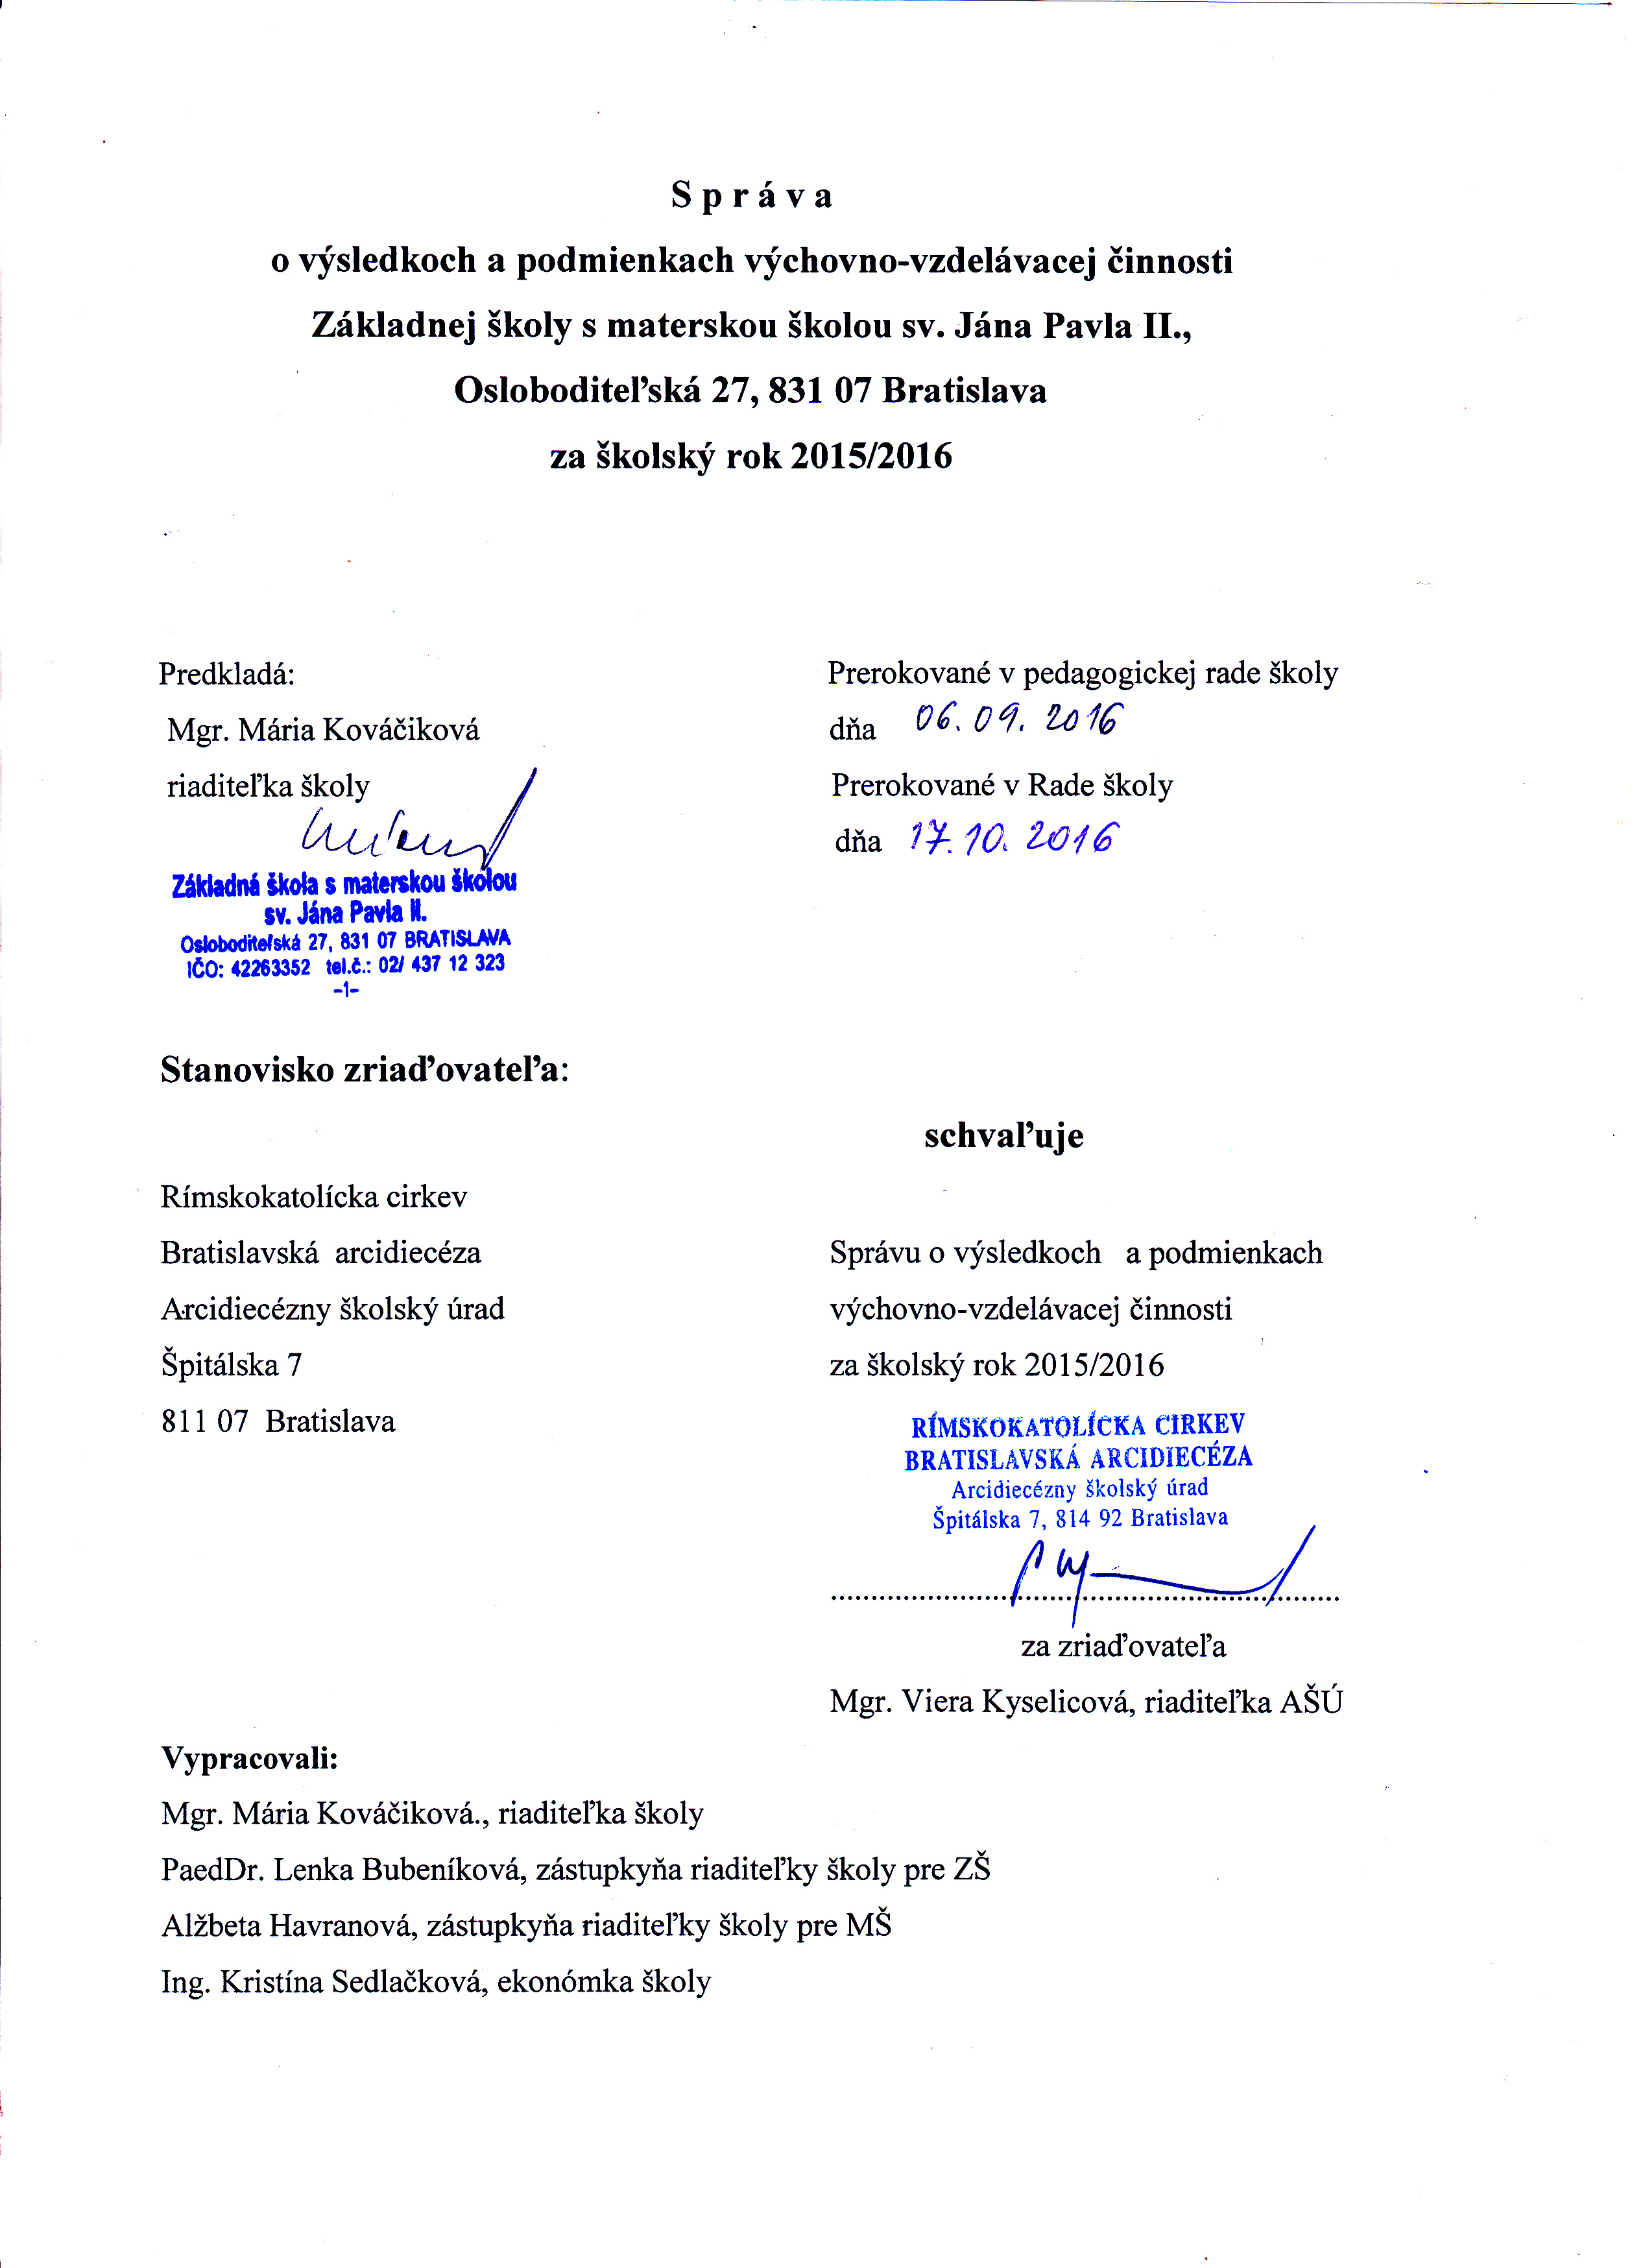 S p r á v a
o výsledkoch a podmienkach výchovno-vzdelávacej činnosti
Základnej školy s materskou školou sv. Jána Pavla II.,
Osloboditeľská 27, 831 07 Bratislava
za školský rok 2015/2016
Predkladá:
Mgr. Mária Kováčiková
riaditeľka školy
Základná škola s materskou školou
sv. Jána Pavla II.
Osloboditeľská 27, 831 07 BRATISLAVA
IČO: 42263352 tel.č.: 02/ 437 12 323
-1-
Prerokované v pedagogickej rade školy
dňa 06. 09. 2016
Prerokované v Rade školy
dňa 17. 10. 2016
Stanovisko zriaďovateľa:
schvaľuje
Rímskokatolícka cirkev
Bratislavská arcidiecéza
Arcidiecézny školský úrad
Špitálska 7
811 07 Bratislava
Správu o výsledkoch a podmienkach
výchovno-vzdelávacej činnosti
za školský rok 2015/2016
RÍMSKOKATOLÍCKA CIRKEV
BRATISLAVSKÁ ARCIDIECÉZA
Arcidiecézny školský úrad
Špitálska 7, 814 92 Bratislava
za zriaďovateľa
Mgr. Viera Kyselicová, riaditeľka AŠÚ
Vypracovali:
Mgr. Mária Kováčiková., riaditeľka školy
PaedDr. Lenka Bubeníková, zástupkyňa riaditeľky školy pre ZŠ
Alžbeta Havranová, zástupkyňa riaditeľky školy pre MŠ
Ing. Kristína Sedlačková, ekonómka školy